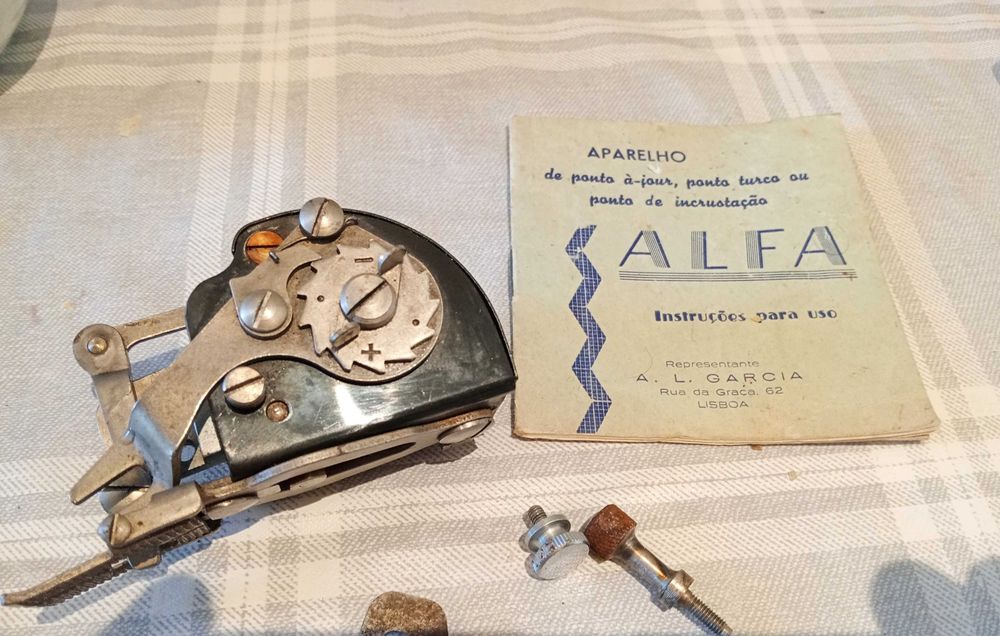 APARELHO
de ponto à-jour, ponto turco ou
ponto de incrustação
ALFA
Instruções para uso
Representante
A. L. GARCIA
Rua da Graça, 62
LISBOA
- 
+